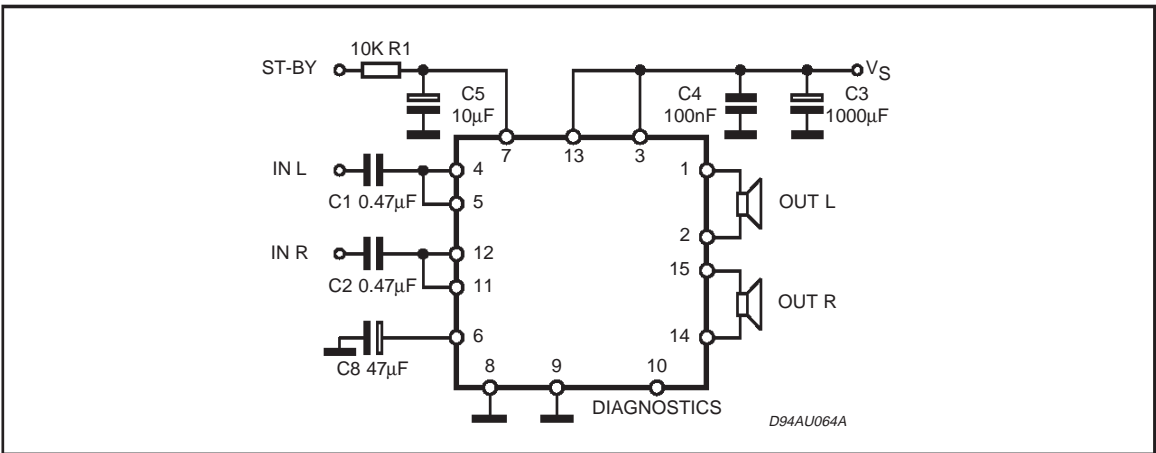 10K R1
ST-BY
VS
C5
10µF
C4
100nF
C3
1000µF
7
13
3
IN L
4
1
C1 0.47µF
5
OUT L
2
IN R
12
15
C2 0.47µF
11
OUT R
6
14
C8 47µF
8
9
10
DIAGNOSTICS
D94AU064A